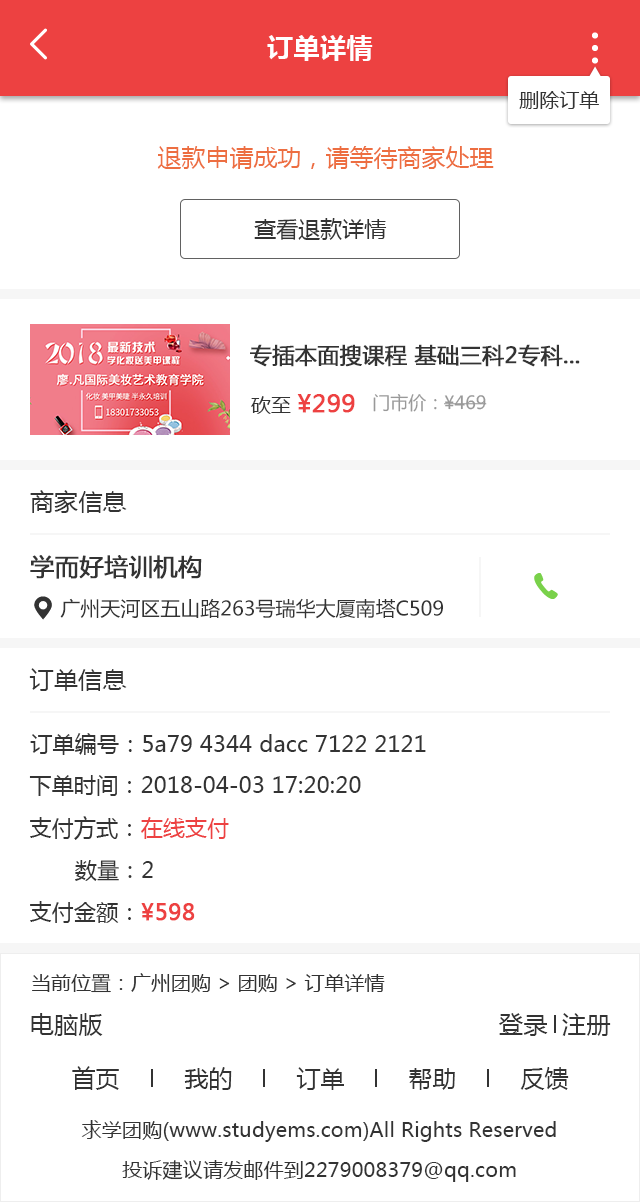 订单详情
删除订单
退款申请成功，请等待商家处理
查看退款详情
2018 最新技术
学化妆送美甲课程
廖.凡国际美妆艺术教育学院
化妆 美甲美睫 半永久培训
18301733053
专插本面搜课程 基础三科2专科...
砍至 ¥299 门市价：¥469
商家信息
学而好培训机构
广州天河区五山路263号瑞华大厦南塔C509
订单信息
订单编号：5a79 4344 dacc 7122 2121
下单时间：2018-04-03 17:20:20
支付方式：在线支付
数量：2
支付金额：¥598
当前位置：广州团购 > 团购 > 订单详情
电脑版 登录|注册
首页 | 我的 | 订单 | 帮助 | 反馈
求学团购(www.studyems.com)All Rights Reserved
投诉建议请发邮件到2279008379@qq.com